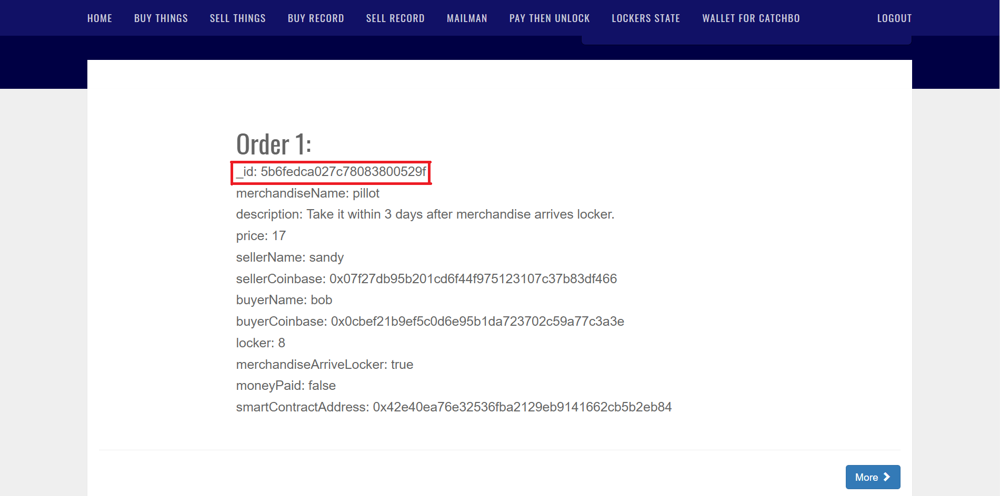 HOME BUY THINGS SELL THINGS BUY RECORD SELL RECORD MAILMAN PAY THEN UNLOCK LOCKERS STATE WALLET FOR CATCHBO LOGOUT
Order 1:
_id: 5b6fedca027c78083800529f
merchandiseName: pillot
description: Take it within 3 days after merchandise arrives locker.
price: 17
sellerName: sandy
sellerCoinbase: 0x07f27db95b201cd6f44f975123107c37b83df466
buyerName: bob
buyerCoinbase: 0x0cbef21b9ef5c0d6e95b1da723702c59a77c3a3e
locker: 8
merchandiseArriveLocker: true
moneyPaid: false
smartContractAddress: 0x42e40ea76e32536fba2129eb9141662cb5b2eb84
More